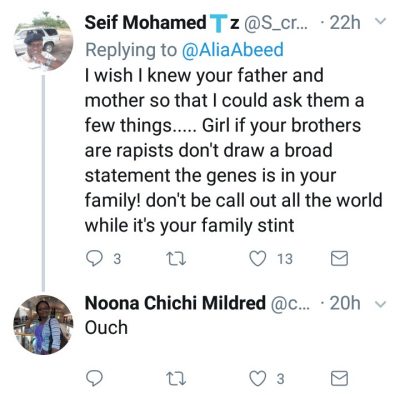 Seif Mohamed T z @S_cr... · 22h
Replying to @AliaAbeed
I wish I knew your father and
mother so that I could ask them a
few things..... Girl if your brothers
are rapists don't draw a broad
statement the genes is in your
family! don't be call out all the world
while it's your family stint
3 13
Noona Chichi Mildred @c... · 20h
Ouch
3